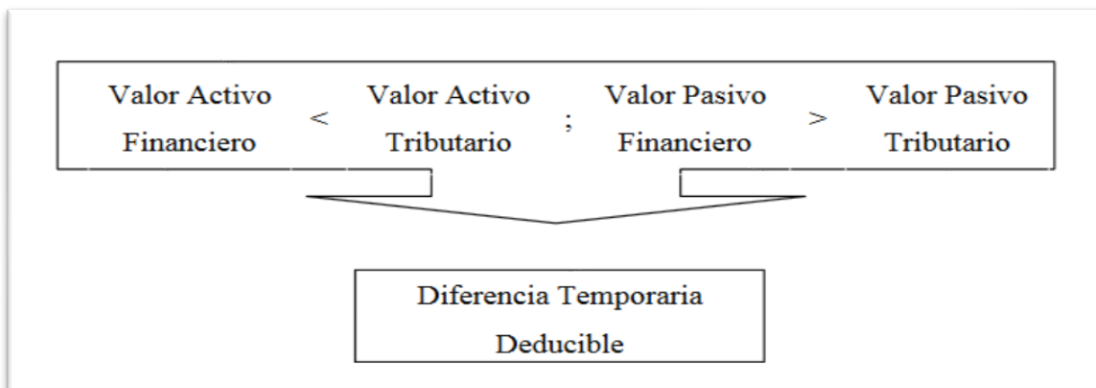 Valor Activo < Valor Activo ; Valor Pasivo > Valor Pasivo
Financiero Tributario Financiero Tributario
Diferencia Temporaria
Deducible